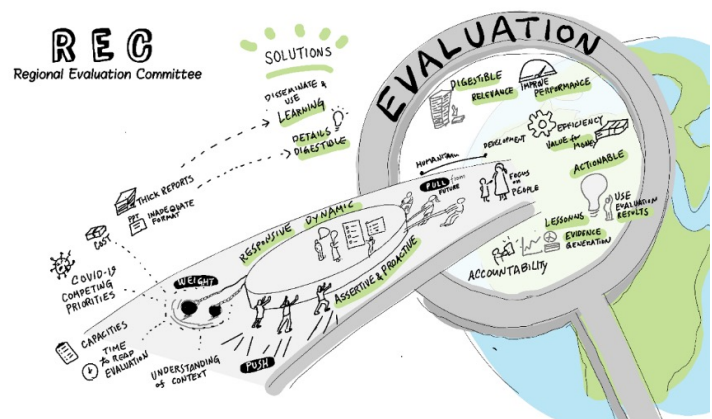 REC
Regional Evaluation Committee
SOLUTIONS
DISSEMINATE &
USE
LEARNING
DETAILS
DIGESTIBLE
THICK REPORTS
PPT
INADEQUATE
FORMAT
COST
COVID-19
COMPETING
PRIORITIES
CAPACITIES
TIME
to READ
EVALUATION
UNDERSTANDING
of CONTEXT
WEIGHT
PUSH
RESPONSIVE
DYNAMIC
ASSERTIVE & PROACTIVE
PULL from
FUTURE
EVALUATION
DIGESTIBLE
RELEVANCE
IMPROVE
PERFORMANCE
EFFICIENCY
VALUE for
MONEY
DEVELOPMENT
ACTIONABLE
FOCUS
on
PEOPLE
USE
EVALUATION
RESULTS
LESSONS
EVIDENCE
GENERATION
ACCOUNTABILITY